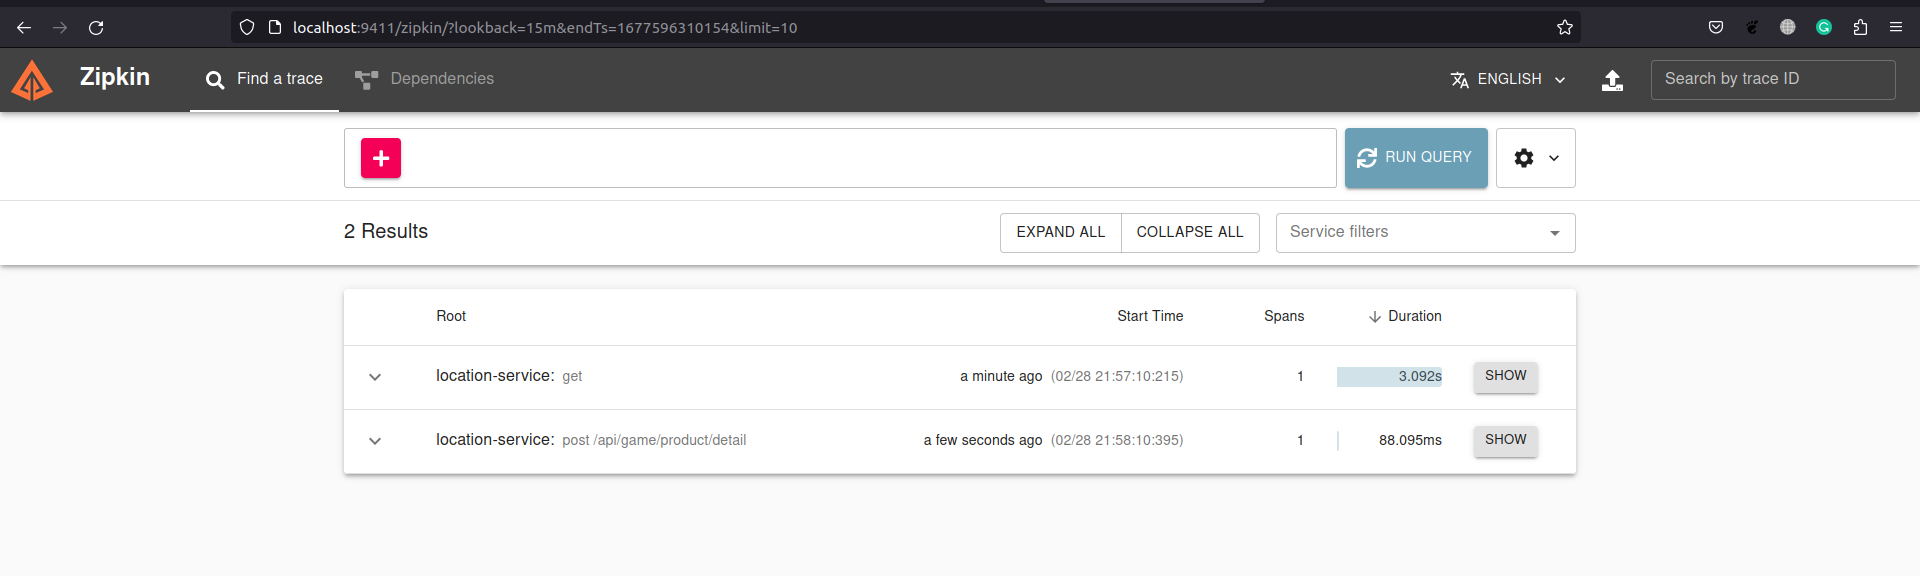 localhost:9411/zipkin/?lookback=15m&endTs=1677596310154&limit=10
Zipkin Find a trace Dependencies ENGLISH Search by trace ID
RUN QUERY
2 Results EXPAND ALL COLLAPSE ALL Service filters
Root Start Time Spans Duration
location-service: get a minute ago (02/28 21:57:10:215) 1 3.092s SHOW
location-service: post /api/game/product/detail a few seconds ago (02/28 21:58:10:395) 1 88.095ms SHOW